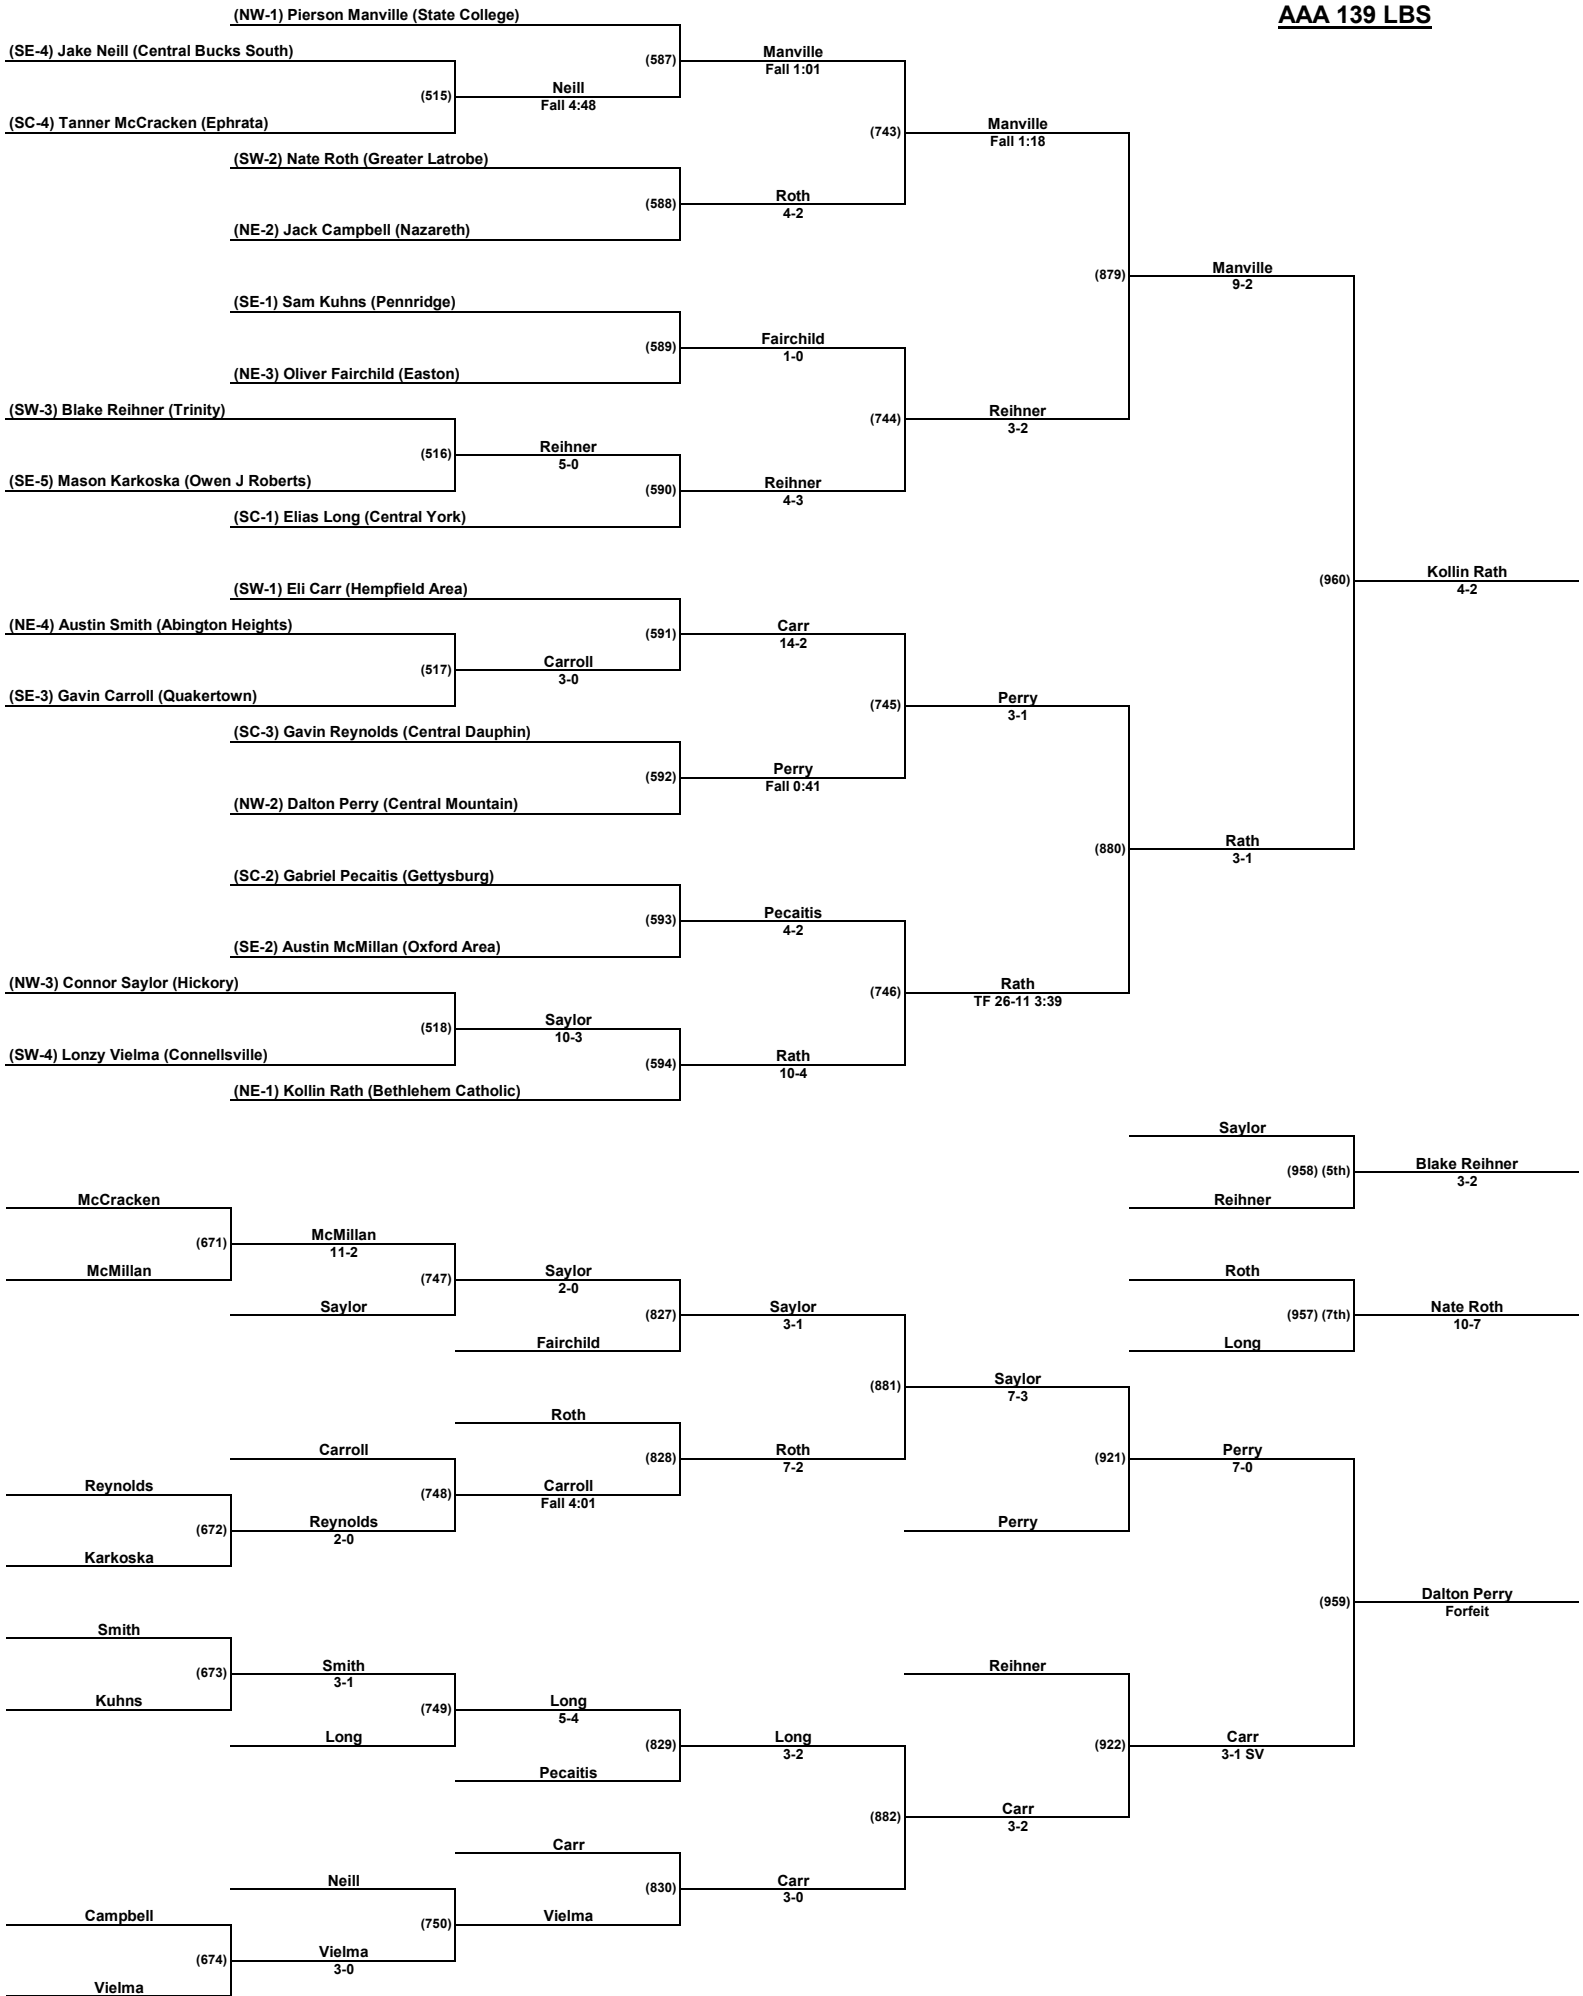 AAA 139 LBS
(NW-1) Pierson Manville (State College)
(SE-4) Jake Neill (Central Bucks South)
(587)
Manville
Fall 1:01
(515)
Neill
Fall 4:48
(SC-4) Tanner McCracken (Ephrata)
(743)
Manville
Fall 1:18
(SW-2) Nate Roth (Greater Latrobe)
(588)
Roth
4-2
(NE-2) Jack Campbell (Nazareth)
(879)
Manville
9-2
(SE-1) Sam Kuhns (Pennridge)
(589)
Fairchild
1-0
(NE-3) Oliver Fairchild (Easton)
(SW-3) Blake Reihner (Trinity)
(744)
Reihner
3-2
(516)
Reihner
5-0
(SE-5) Mason Karkoska (Owen J Roberts)
(590)
Reihner
4-3
(SC-1) Elias Long (Central York)
(960)
Kollin Rath
4-2
(SW-1) Eli Carr (Hempfield Area)
(NE-4) Austin Smith (Abington Heights)
(591)
Carr
14-2
(517)
Carroll
3-0
(SE-3) Gavin Carroll (Quakertown)
(745)
Perry
3-1
(SC-3) Gavin Reynolds (Central Dauphin)
(592)
Perry
Fall 0:41
(NW-2) Dalton Perry (Central Mountain)
(880)
Rath
3-1
(SC-2) Gabriel Pecaitis (Gettysburg)
(593)
Pecaitis
4-2
(SE-2) Austin McMillan (Oxford Area)
(NW-3) Connor Saylor (Hickory)
(746)
Rath
TF 26-11 3:39
(518)
Saylor
10-3
(SW-4) Lonzy Vielma (Connellsville)
(594)
Rath
10-4
(NE-1) Kollin Rath (Bethlehem Catholic)
Saylor
(958) (5th)
Blake Reihner
3-2
Reihner
McCracken
(671)
McMillan
11-2
McMillan
(747)
Saylor
2-0
Saylor
(827)
Saylor
3-1
Fairchild
Roth
(957) (7th)
Nate Roth
10-7
Long
(881)
Saylor
7-3
Roth
Carroll
(828)
Roth
7-2
(921)
Perry
7-0
Reynolds
(748)
Carroll
Fall 4:01
(672)
Reynolds
2-0
Perry
Karkoska
(959)
Dalton Perry
Forfeit
Smith
(673)
Smith
3-1
Reihner
Kuhns
(749)
Long
5-4
Long
(829)
Long
3-2
(922)
Carr
3-1 SV
Pecaitis
(882)
Carr
3-2
Carr
Neill
(830)
Carr
3-0
Campbell
(750)
Vielma
(674)
Vielma
3-0
Vielma